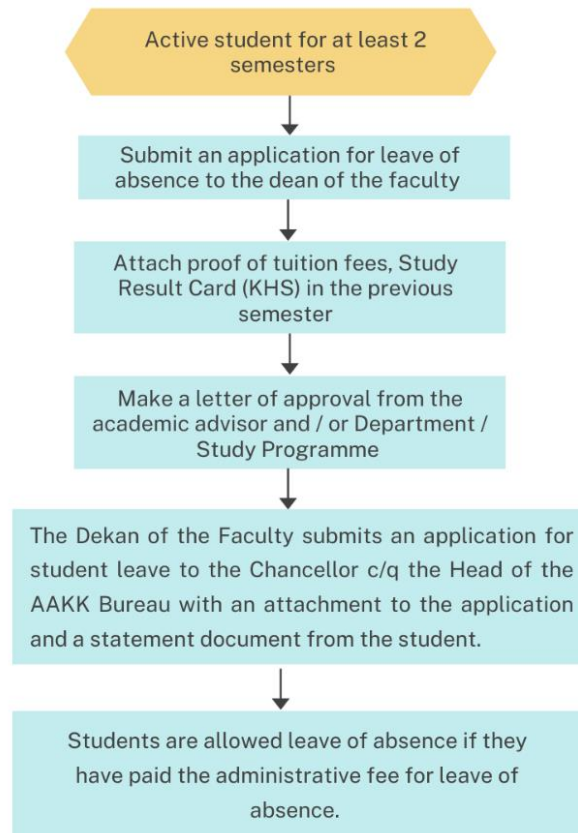 Active student for at least 2
semesters
Submit an application for leave of
absence to the dean of the faculty
Attach proof of tuition fees, Study
Result Card (KHS) in the previous
semester
Make a letter of approval from the
academic advisor and / or Department /
Study Programme
The Dekan of the Faculty submits an application for
student leave to the Chancellor c/q the Head of the
AAKK Bureau with an attachment to the application
and a statement document from the student.
Students are allowed leave of absence if they
have paid the administrative fee for leave of
absence.